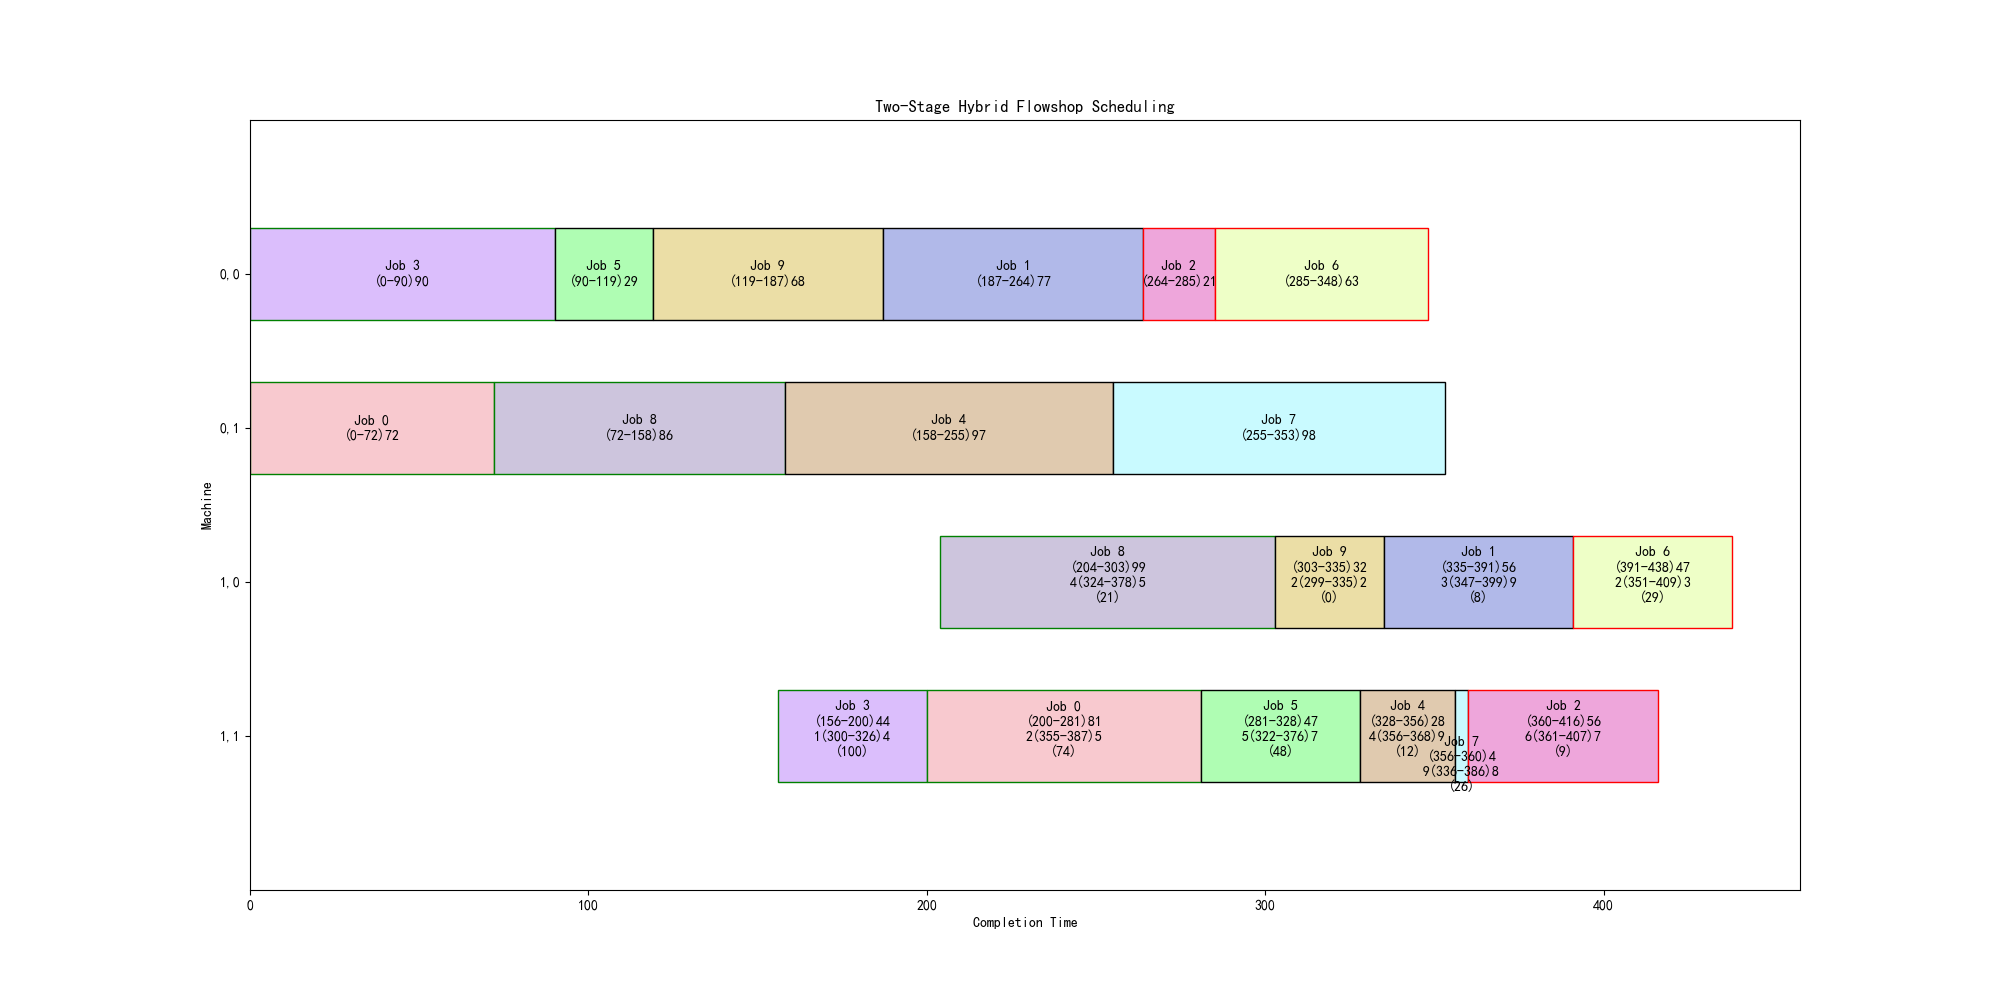 Two-Stage Hybrid Flowshop Scheduling
0,0
Job 3
(0-90)90
Job 5
(90-119)29
Job 9
(119-187)68
Job 1
(187-264)77
Job 2
(264-285)21
Job 6
(285-348)63
0,1
Job 0
(0-72)72
Job 8
(72-158)86
Job 4
(158-255)97
Job 7
(255-353)98
Machine
1,0
Job 8
(204-303)99
4(324-378)5
(21)
Job 9
(303-335)32
2(299-335)2
(0)
Job 1
(335-391)56
3(347-399)9
(8)
Job 6
(391-438)47
2(351-409)3
(29)
1,1
Job 3
(156-200)44
1(300-326)4
(100)
Job 0
(200-281)81
2(355-387)5
(74)
Job 5
(281-328)47
5(322-376)7
(48)
Job 4
(328-356)28
4(356-368)9
(12)
Job 7
(356-360)4
9(336-386)8
(26)
Job 2
(360-416)56
6(361-407)7
(9)
0
100
200
300
400
Completion Time